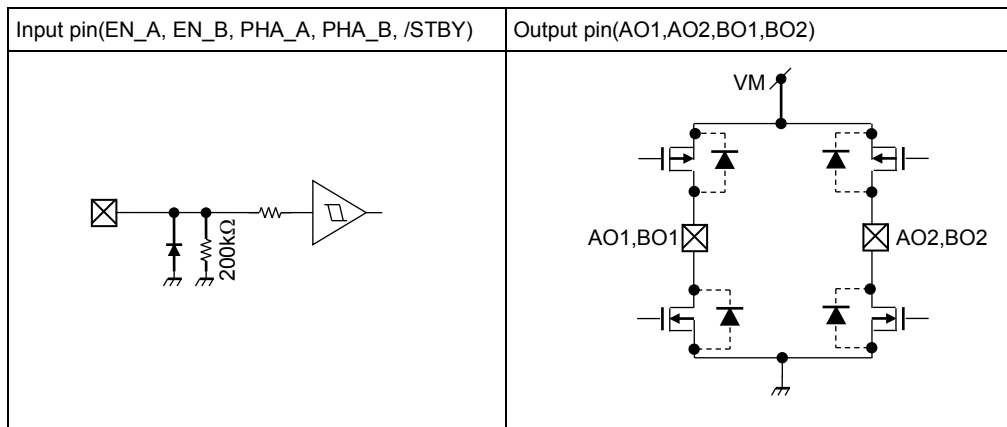 Input pin(EN_A, EN_B, PHA_A, PHA_B, /STBY)
Output pin(AO1,AO2,BO1,BO2)
200kΩ
VM
AO1,BO1
AO2,BO2